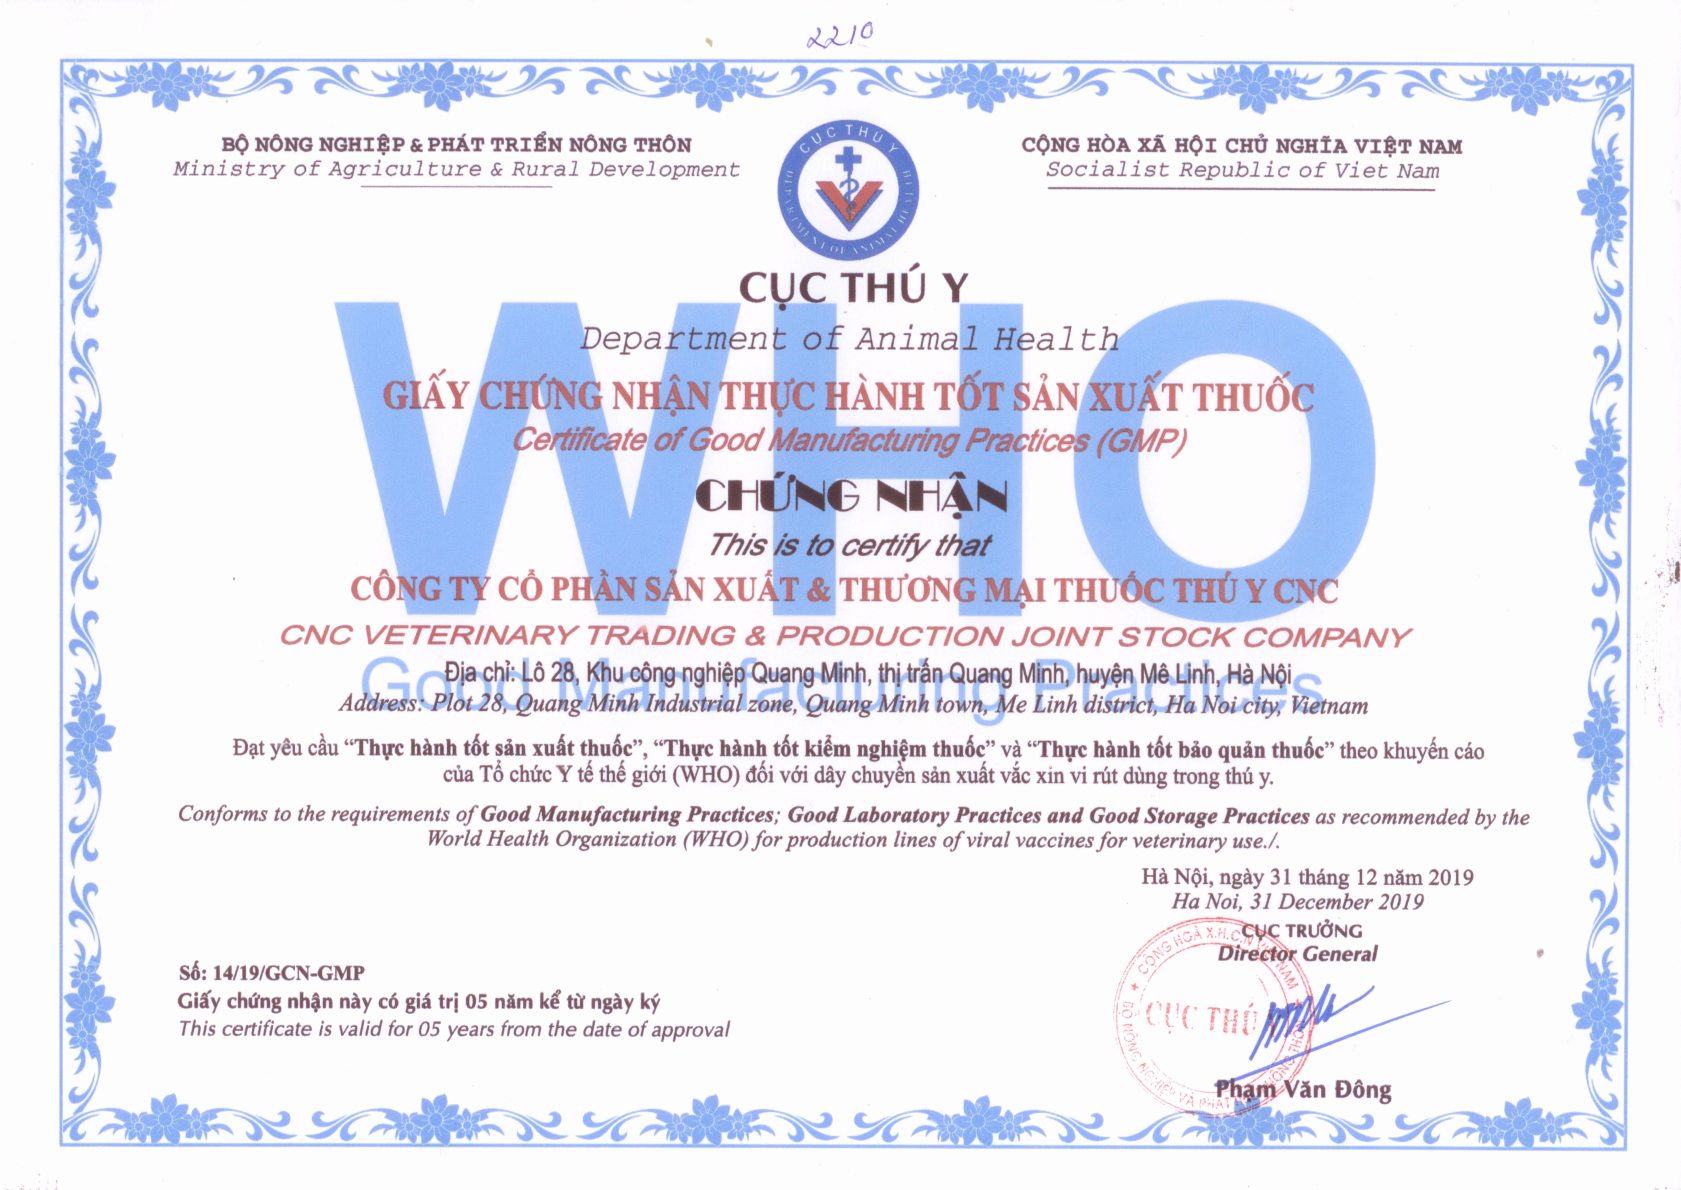 2210
BỘ NÔNG NGHIỆP & PHÁT TRIỂN NÔNG THÔN
Ministry of Agriculture & Rural Development
CỘNG HÒA XÃ HỘI CHỦ NGHĨA VIỆT NAM
Socialist Republic of Viet Nam
CỤC THÚ Y
DEPARTMENT OF ANIMAL HEALTH
CỤC THÚ Y
Department of Animal Health
WHO
GIẤY CHỨNG NHẬN THỰC HÀNH TỐT SẢN XUẤT THUỐC
Certificate of Good Manufacturing Practices (GMP)
CHỨNG NHẬN
This is to certify that
CÔNG TY CỔ PHẦN SẢN XUẤT & THƯƠNG MẠI THUỐC THÚ Y CNC
CNC VETERINARY TRADING & PRODUCTION JOINT STOCK COMPANY
Good Manufacturing Practices
Địa chỉ: Lô 28, Khu công nghiệp Quang Minh, thị trấn Quang Minh, huyện Mê Linh, Hà Nội
Address: Plot 28, Quang Minh Industrial zone, Quang Minh town, Me Linh district, Ha Noi city, Vietnam
Đạt yêu cầu “Thực hành tốt sản xuất thuốc”, “Thực hành tốt kiểm nghiệm thuốc” và “Thực hành tốt bảo quản thuốc” theo khuyến cáo
của Tổ chức Y tế thế giới (WHO) đối với dây chuyền sản xuất vắc xin vi rút dùng trong thú y.
Conforms to the requirements of Good Manufacturing Practices; Good Laboratory Practices and Good Storage Practices as recommended by the
World Health Organization (WHO) for production lines of viral vaccines for veterinary use./.
Hà Nội, ngày 31 tháng 12 năm 2019
Ha Noi, 31 December 2019
CỤC TRƯỞNG
Director General
CỘNG HOÀ X.H.C.N VIỆT NAM
CỤC THÚ
BỘ NÔNG NGHIỆP VÀ PHÁT NÔNG THÔN
Phạm Văn Đông
Số: 14/19/GCN-GMP
Giấy chứng nhận này có giá trị 05 năm kể từ ngày ký
This certificate is valid for 05 years from the date of approval